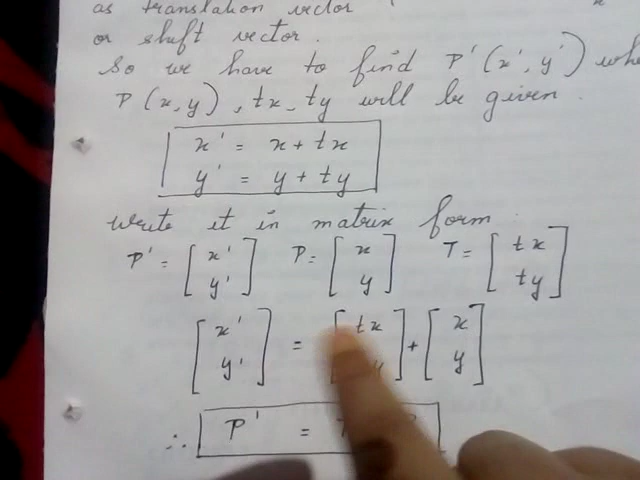 as translation vector
or shift vector.
So we have to find P'(x', y')
P(x, y), tx, ty will be given.
x' = x + tx
y' = y + ty
write it in matrix form
P' = [x' y'] P = [x y] T = [tx ty]
[x' y'] = [tx y] + [x y]
∴ P' =